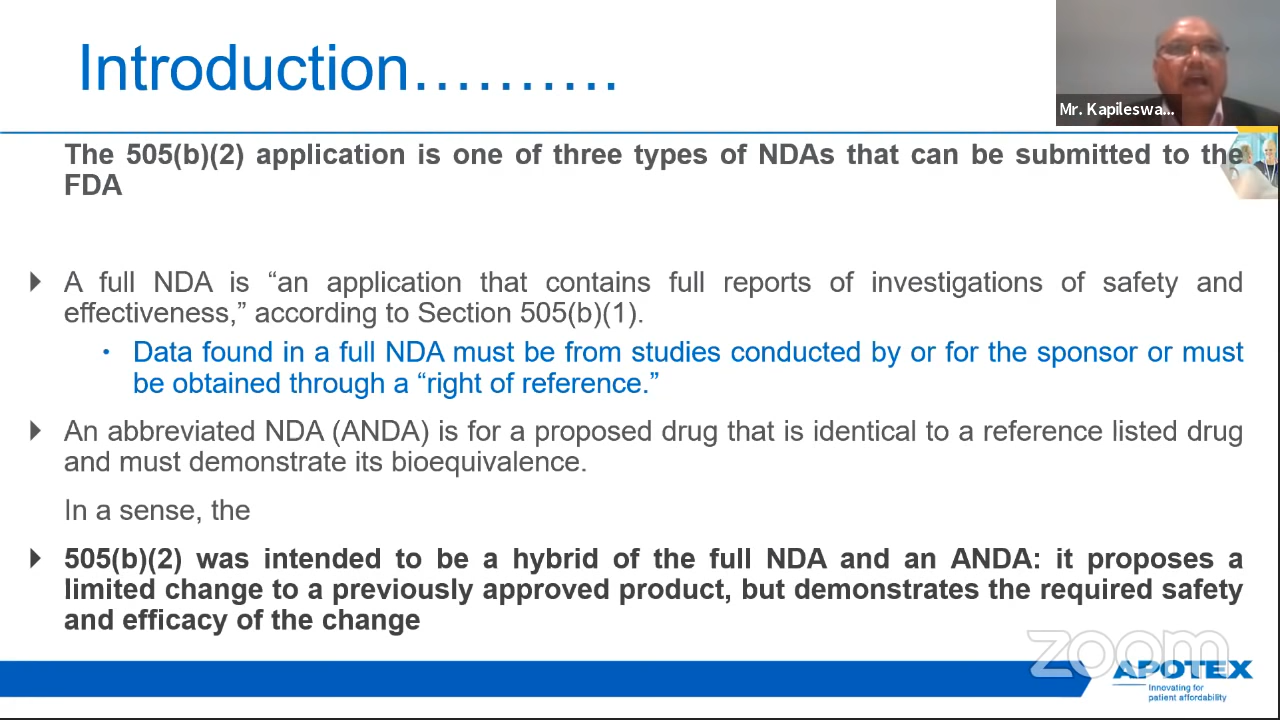 Introduction……….
Mr. Kapileswa...
The 505(b)(2) application is one of three types of NDAs that can be submitted to the
FDA
A full NDA is “an application that contains full reports of investigations of safety and
effectiveness,” according to Section 505(b)(1).
Data found in a full NDA must be from studies conducted by or for the sponsor or must
be obtained through a “right of reference.”
An abbreviated NDA (ANDA) is for a proposed drug that is identical to a reference listed drug
and must demonstrate its bioequivalence.
In a sense, the
505(b)(2) was intended to be a hybrid of the full NDA and an ANDA: it proposes a
limited change to a previously approved product, but demonstrates the required safety
and efficacy of the change
zoom
APOTEX
Innovating for
patient affordability